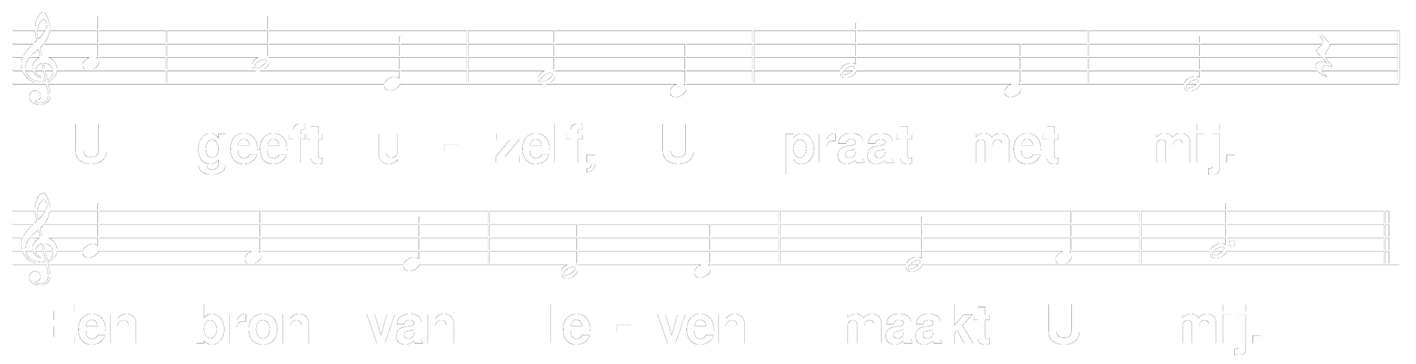 U geeft u - zelf, U praat met mij.
Een bron van le - ven maakt U mij.